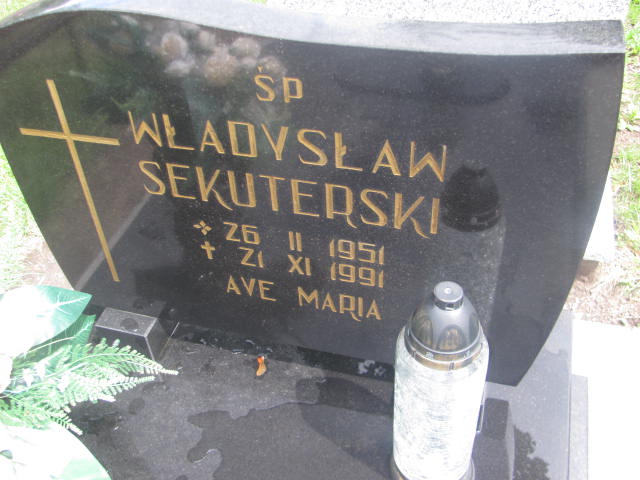 ŚP
WŁADYSŁAW
SEKUTERSKI
26 II 1951
21 XI 1991
AVE MARIA